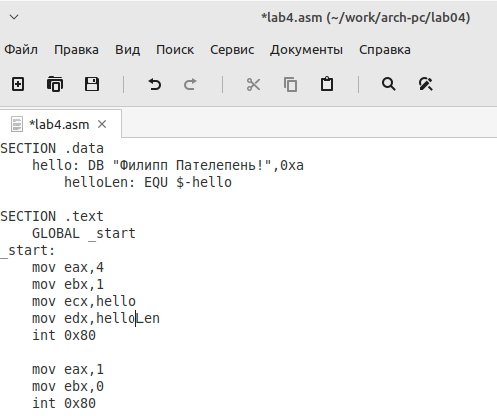 *lab4.asm (~/work/arch-pc/lab04)
Файл Правка Вид Поиск Сервис Документы Справка
*lab4.asm ×
SECTION .data
    hello: DB "Филипп Пателепень!",0xa
        helloLen: EQU $-hello

SECTION .text
    GLOBAL _start
_start:
    mov eax,4
    mov ebx,1
    mov ecx,hello
    mov edx,helloLen
    int 0x80

    mov eax,1
    mov ebx,0
    int 0x80